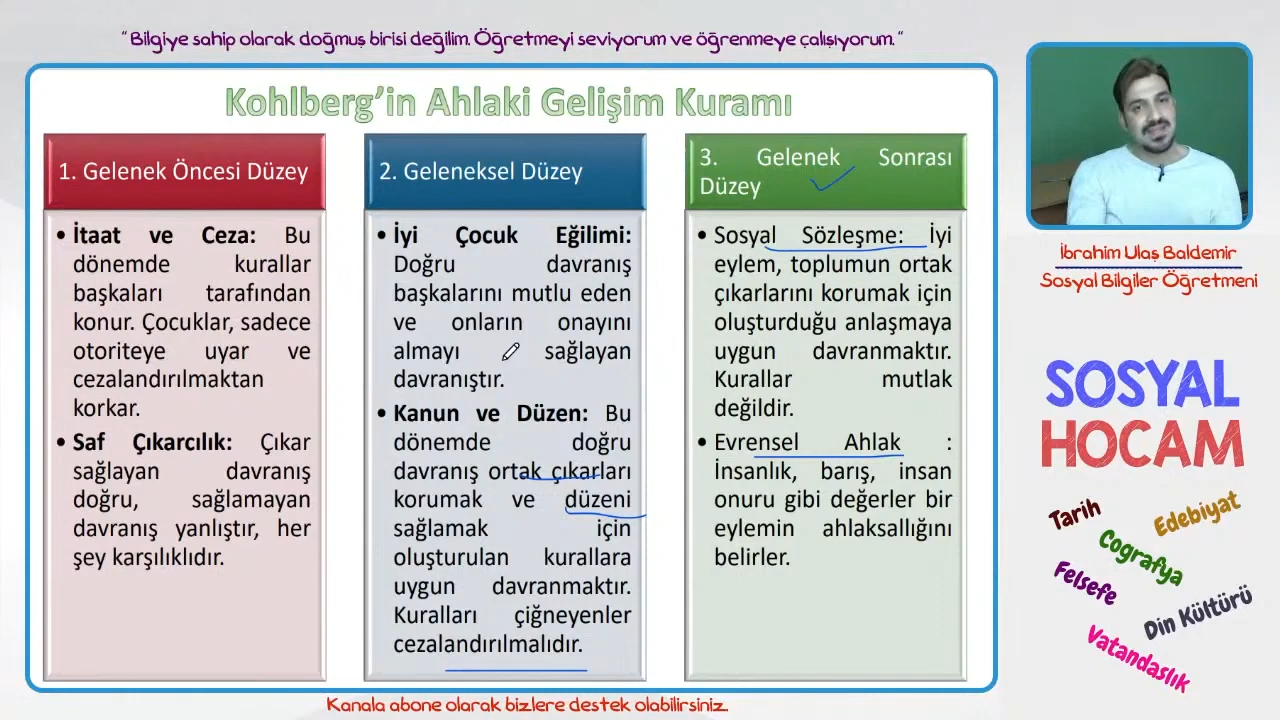 “ Bilgiye sahip olarak doğmuş birisi değilim. Öğretmeyi seviyorum ve öğrenmeye çalışıyorum. “
Kohlberg’in Ahlaki Gelişim Kuramı
1. Gelenek Öncesi Düzey
• İtaat ve Ceza: Bu
dönemde kurallar
başkaları tarafından
konur. Çocuklar, sadece
otoriteye uyar ve
cezalandırılmaktan
korkar.
• Saf Çıkarcılık: Çıkar
sağlayan davranış
doğru, sağlamayan
davranış yanlıştır, her
şey karşılıklıdır.
2. Geleneksel Düzey
• İyi Çocuk Eğilimi:
Doğru davranış
başkalarını mutlu eden
ve onların onayını
almayı sağlayan
davranıştır.
• Kanun ve Düzen: Bu
dönemde doğru
davranış ortak çıkarları
korumak ve düzeni
sağlamak için
oluşturulan kurallara
uygun davranmaktır.
Kuralları çiğneyenler
cezalandırılmalıdır.
3. Gelenek Sonrası
Düzey
• Sosyal Sözleşme: İyi
eylem, toplumun ortak
çıkarlarını korumak için
oluşturduğu anlaşmaya
uygun davranmaktır.
Kurallar mutlak
değildir.
• Evrensel Ahlak :
İnsanlık, barış, insan
onuru gibi değerler bir
eylemin ahlaksallığını
belirler.
İbrahim Ulaş Baldemir
Sosyal Bilgiler Öğretmeni
SOSYAL
HOCAM
Tarih
Edebiyat
Coğrafya
Felsefe
Din Kültürü
Vatandaslık
Kanala abone olarak bizlere destek olabilirsiniz.